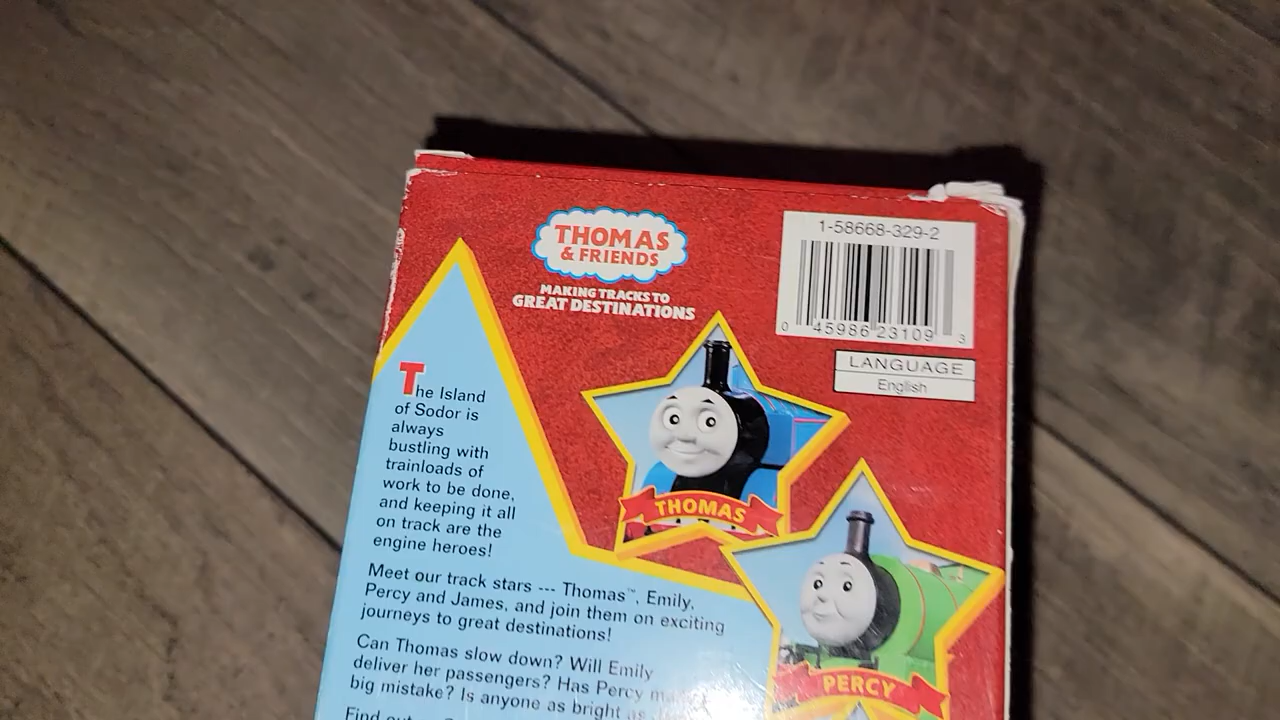 THOMAS
& FRIENDS
MAKING TRACKS TO
GREAT DESTINATIONS
1-58668-329-2
0 45986 23109 3
LANGUAGE
English
The Island
of Sodor is
always
bustling with
trainloads of
work to be done,
and keeping it all
on track are the
engine heroes!
THOMAS
Meet our track stars --- Thomas™, Emily,
Percy and James, and join them on exciting
journeys to great destinations!
Can Thomas slow down? Will Emily
deliver her passengers? Has Percy
big mistake? Is anyone as bright as
PERCY
Find